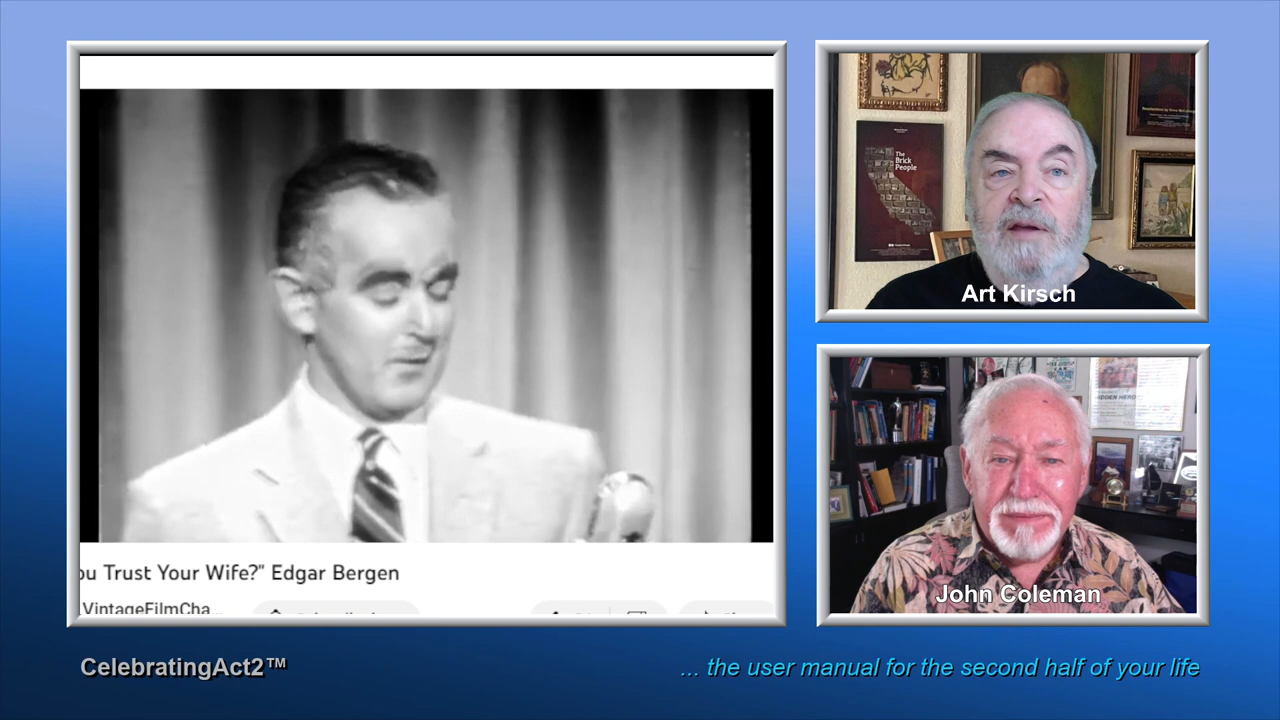 ou Trust Your Wife?" Edgar Bergen
VintageFilmCha...
The
Brick
People
Art Kirsch
John Coleman
CelebratingAct2™
... the user manual for the second half of your life